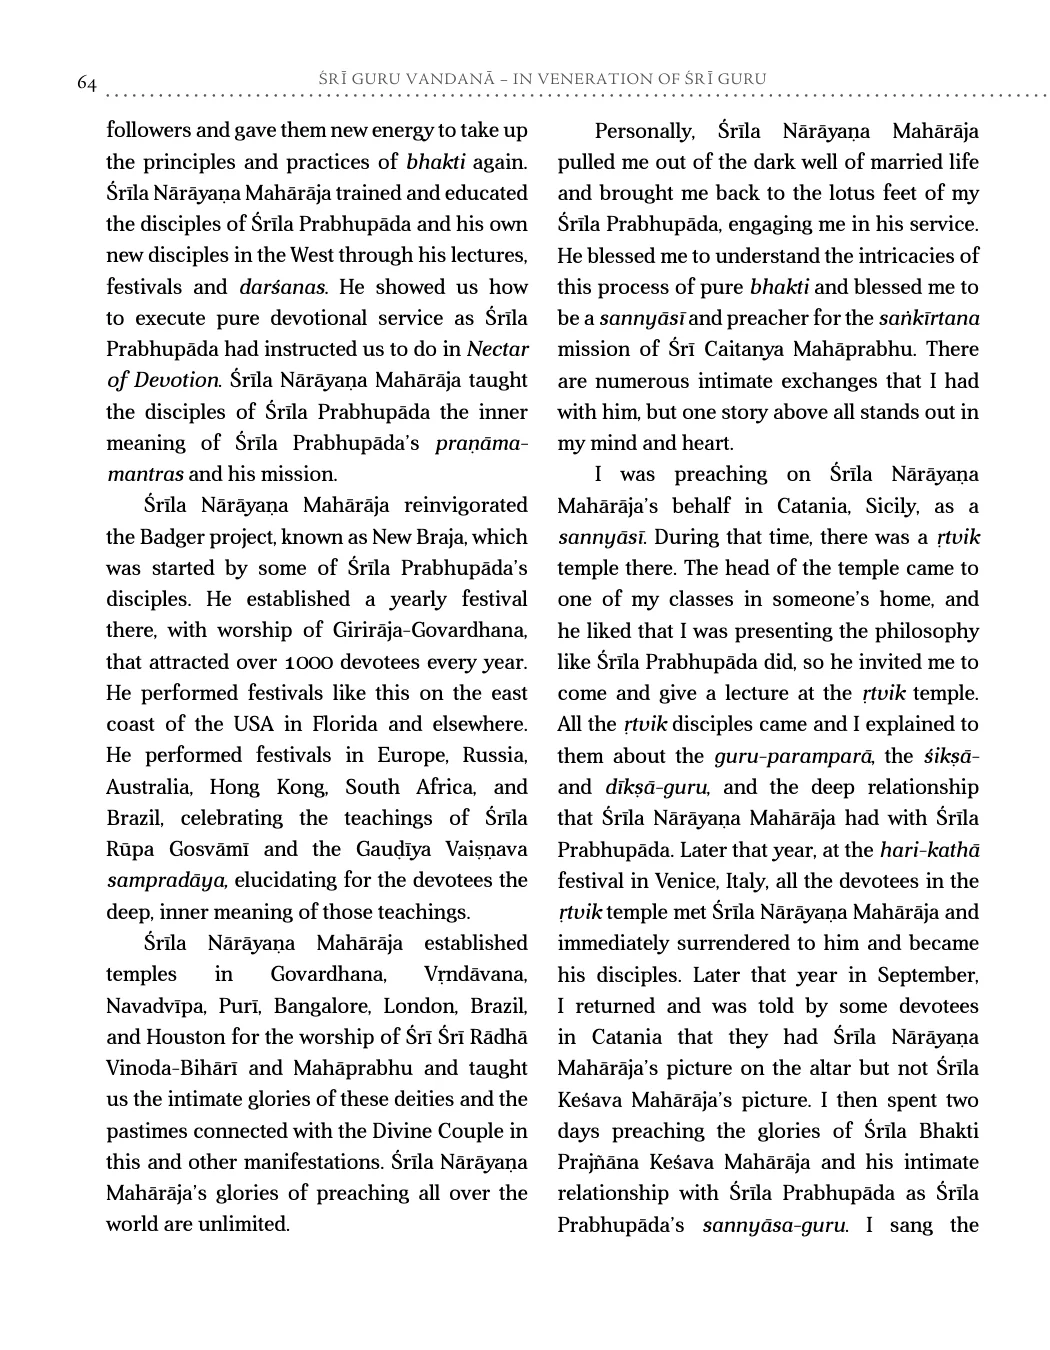 64
ŚRĪ GURU VANDANĀ – IN VENERATION OF ŚRĪ GURU
followers and gave them new energy to take up
the principles and practices of bhakti again.
Śrīla Nārāyaṇa Mahārāja trained and educated
the disciples of Śrīla Prabhupāda and his own
new disciples in the West through his lectures,
festivals and darśanas. He showed us how
to execute pure devotional service as Śrīla
Prabhupāda had instructed us to do in Nectar
of Devotion. Śrīla Nārāyaṇa Mahārāja taught
the disciples of Śrīla Prabhupāda the inner
meaning of Śrīla Prabhupāda’s praṇāma-
mantras and his mission.
Śrīla Nārāyaṇa Mahārāja reinvigorated
the Badger project, known as New Braja, which
was started by some of Śrīla Prabhupāda’s
disciples. He established a yearly festival
there, with worship of Girirāja-Govardhana,
that attracted over 1000 devotees every year.
He performed festivals like this on the east
coast of the USA in Florida and elsewhere.
He performed festivals in Europe, Russia,
Australia, Hong Kong, South Africa, and
Brazil, celebrating the teachings of Śrīla
Rūpa Gosvāmī and the Gauḍīya Vaiṣṇava
sampradāya, elucidating for the devotees the
deep, inner meaning of those teachings.
Śrīla Nārāyaṇa Mahārāja established
temples in Govardhana, Vṛndāvana,
Navadvīpa, Purī, Bangalore, London, Brazil,
and Houston for the worship of Śrī Śrī Rādhā
Vinoda-Bihārī and Mahāprabhu and taught
us the intimate glories of these deities and the
pastimes connected with the Divine Couple in
this and other manifestations. Śrīla Nārāyaṇa
Mahārāja’s glories of preaching all over the
world are unlimited.
Personally, Śrīla Nārāyaṇa Mahārāja
pulled me out of the dark well of married life
and brought me back to the lotus feet of my
Śrīla Prabhupāda, engaging me in his service.
He blessed me to understand the intricacies of
this process of pure bhakti and blessed me to
be a sannyāsī and preacher for the saṅkīrtana
mission of Śrī Caitanya Mahāprabhu. There
are numerous intimate exchanges that I had
with him, but one story above all stands out in
my mind and heart.
I was preaching on Śrīla Nārāyaṇa
Mahārāja’s behalf in Catania, Sicily, as a
sannyāsī. During that time, there was a ṛtvik
temple there. The head of the temple came to
one of my classes in someone’s home, and
he liked that I was presenting the philosophy
like Śrīla Prabhupāda did, so he invited me to
come and give a lecture at the ṛtvik temple.
All the ṛtvik disciples came and I explained to
them about the guru-paramparā, the śikṣā-
and dīkṣā-guru, and the deep relationship
that Śrīla Nārāyaṇa Mahārāja had with Śrīla
Prabhupāda. Later that year, at the hari-kathā
festival in Venice, Italy, all the devotees in the
ṛtvik temple met Śrīla Nārāyaṇa Mahārāja and
immediately surrendered to him and became
his disciples. Later that year in September,
I returned and was told by some devotees
in Catania that they had Śrīla Nārāyaṇa
Mahārāja’s picture on the altar but not Śrīla
Keśava Mahārāja’s picture. I then spent two
days preaching the glories of Śrīla Bhakti
Prajñāna Keśava Mahārāja and his intimate
relationship with Śrīla Prabhupāda as Śrīla
Prabhupāda’s sannyāsa-guru. I sang the